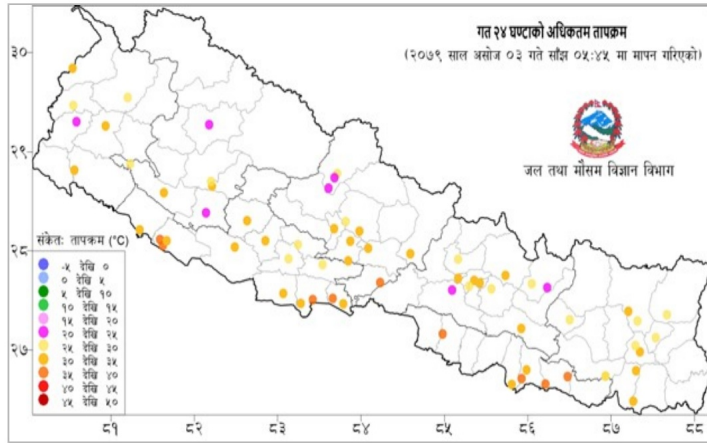 गत २४ घण्टाको अधिकतम तापक्रम
(२०७९ साल असोज ०३ गते साँझ ०५:४५ मा मापन गरिएको)
जल तथा मौसम विज्ञान विभाग
३०
२९
२८
२७
संकेतः तापक्रम (°C)
-५ देखि ०
० देखि ५
५ देखि १०
१० देखि १५
१५ देखि २०
२० देखि २५
२५ देखि ३०
३० देखि ३५
३५ देखि ४०
४० देखि ४५
४५ देखि ५०
८१ ८२ ८३ ८४ ८५ ८६ ८७ ८८